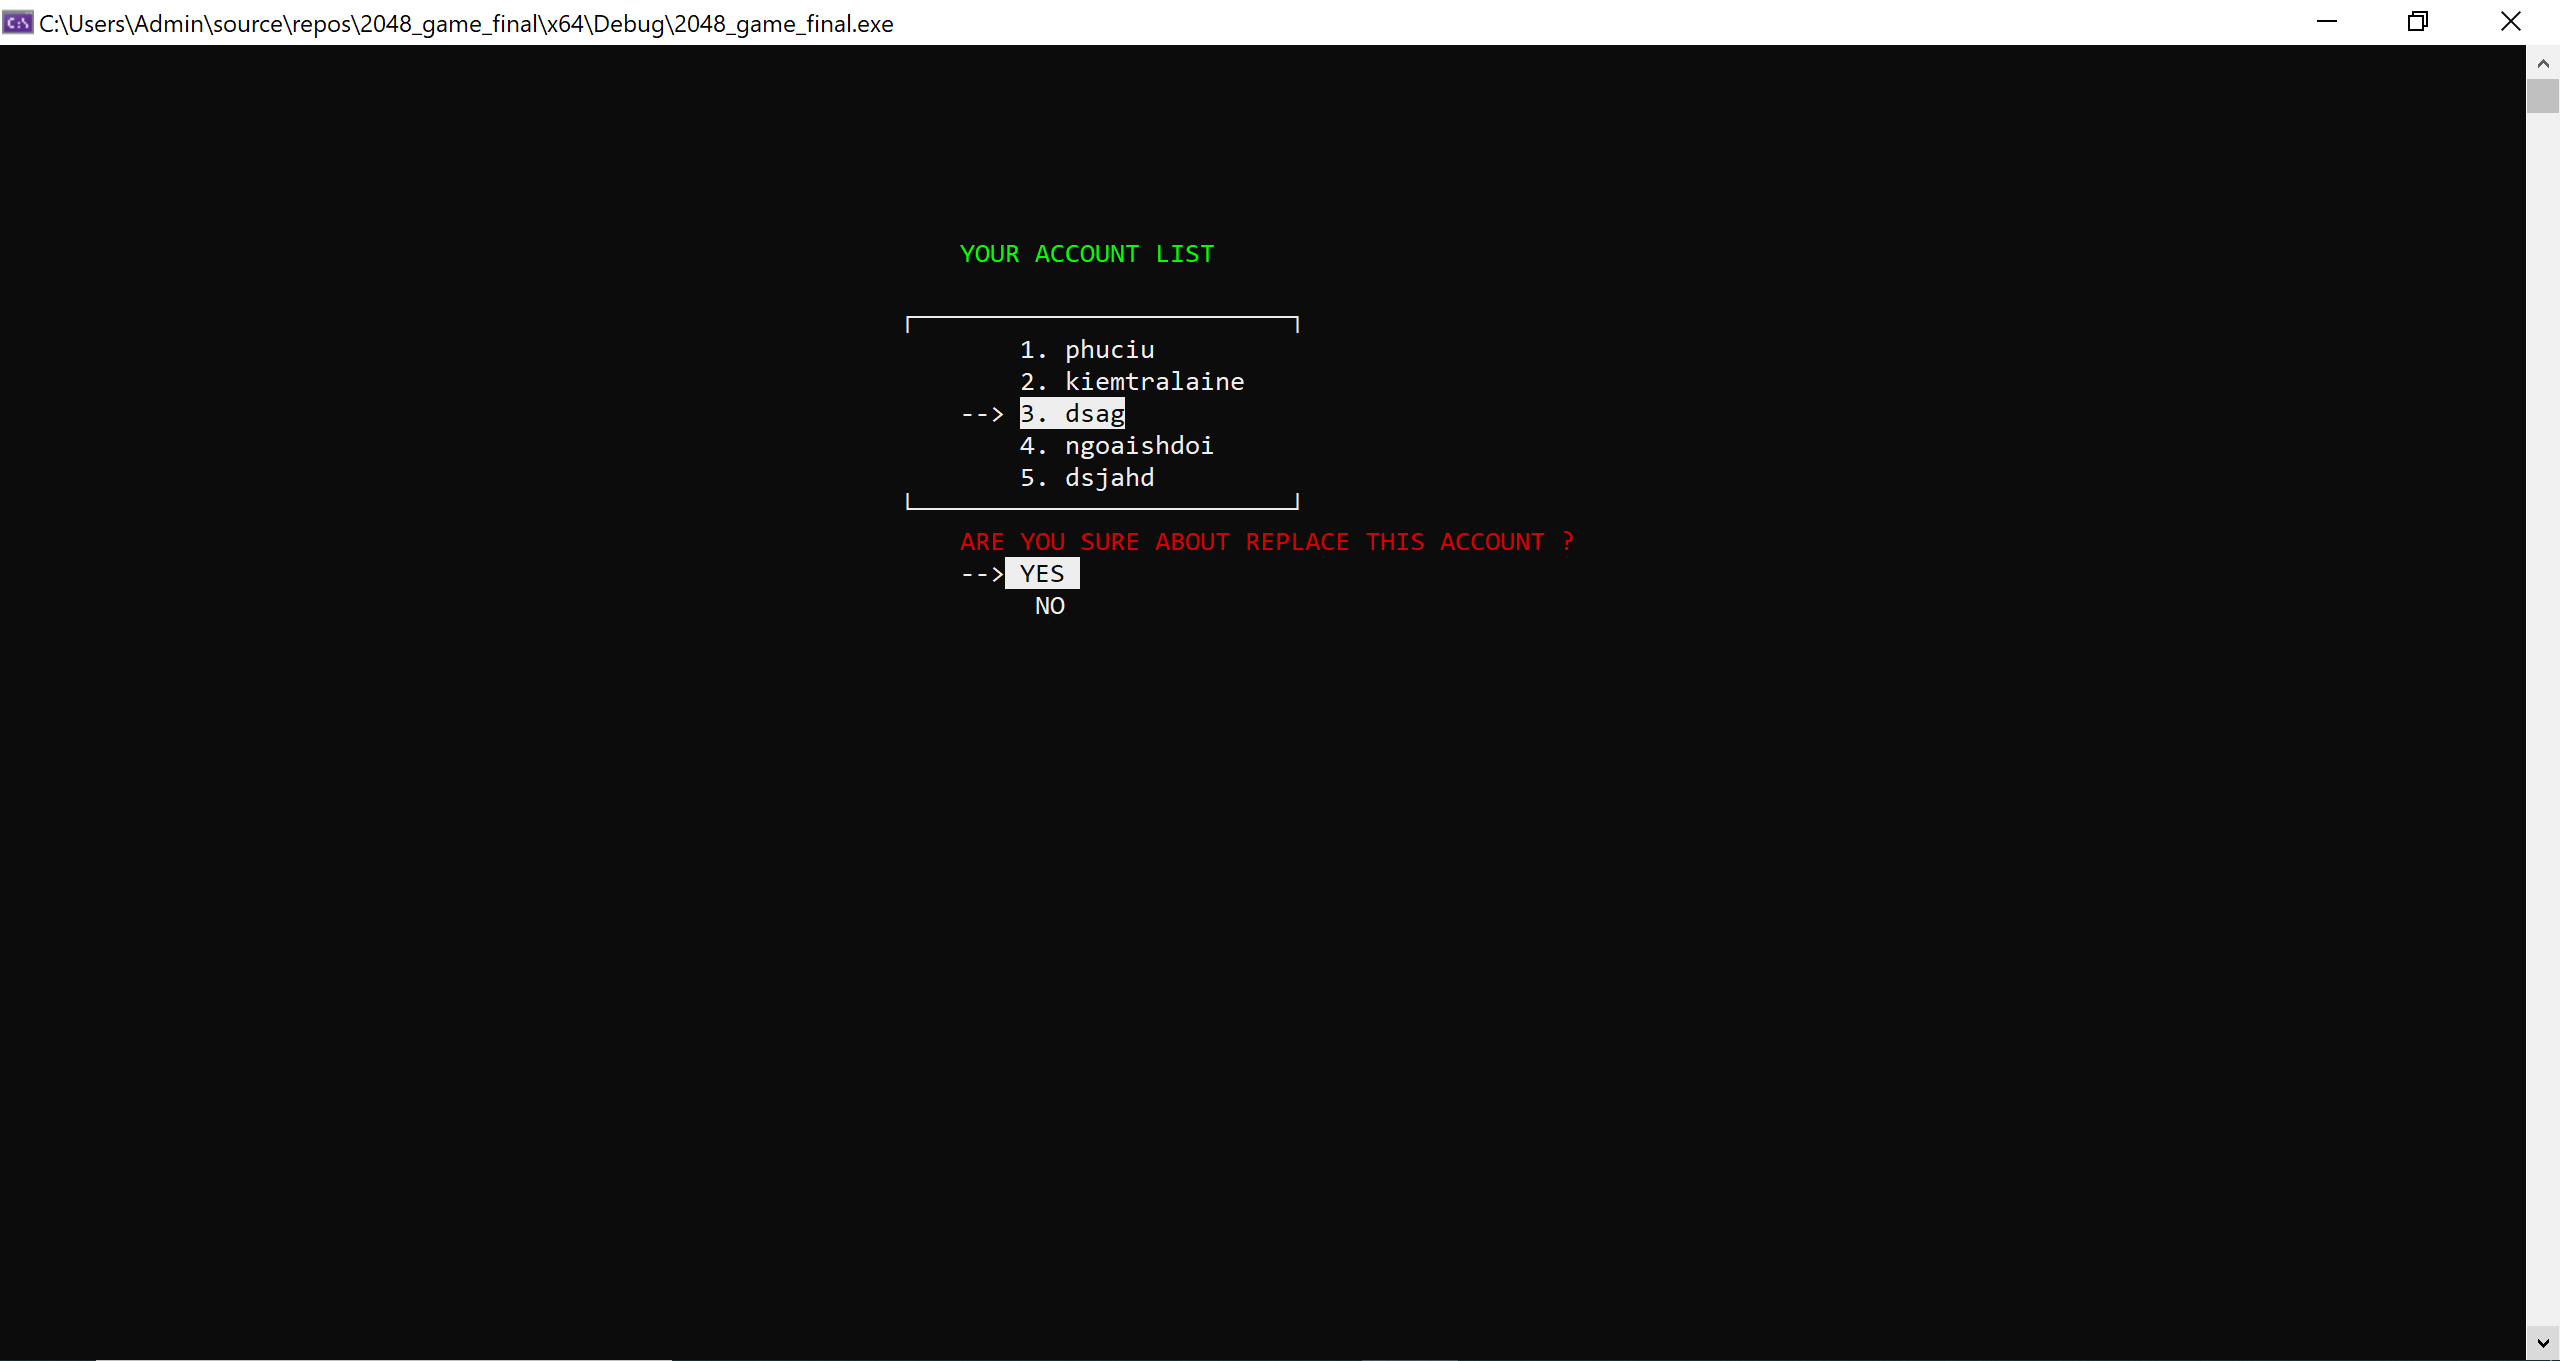 C:\Users\Admin\source\repos\2048_game_final\x64\Debug\2048_game_final.exe
YOUR ACCOUNT LIST
1. phuciu
2. kiemtralaine
--> 3. dsag
4. ngoaishdoi
5. dsjahd
ARE YOU SURE ABOUT REPLACE THIS ACCOUNT ?
--> YES
NO